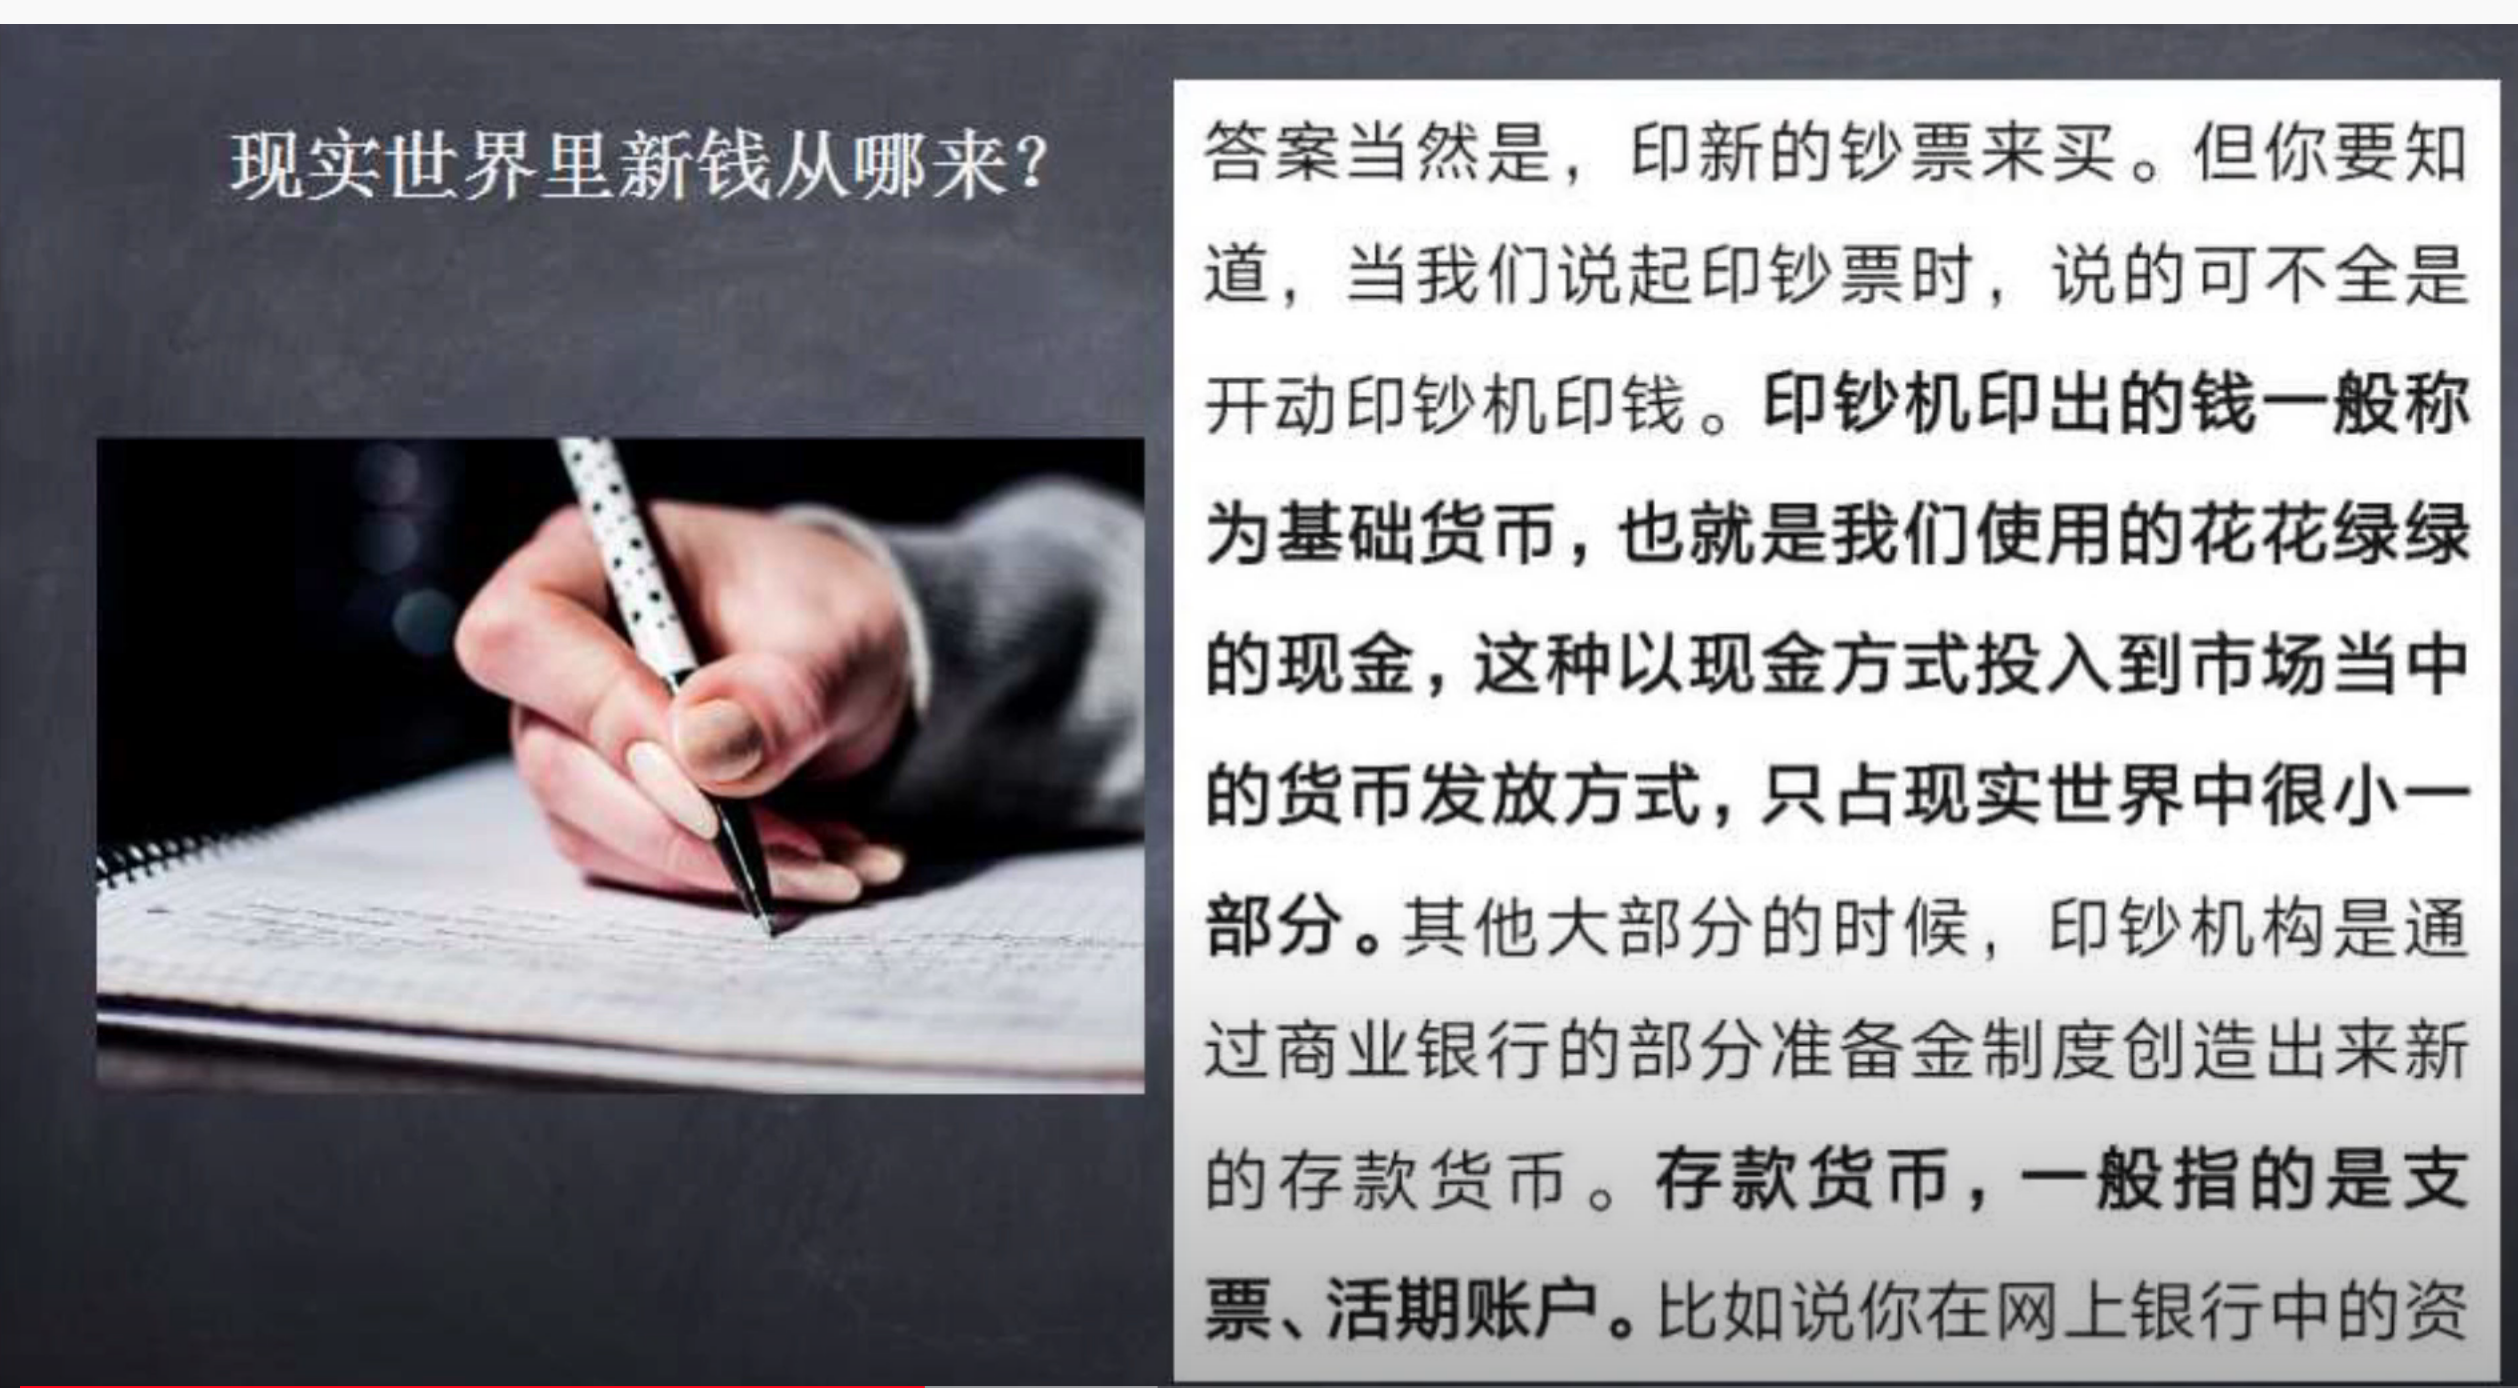 现实世界里新钱从哪来？
答案当然是，印新的钞票来买。但你要知
道，当我们说起印钞票时，说的可不全是
开动印钞机印钱。印钞机印出的钱一般称
为基础货币，也就是我们使用的花花绿绿
的现金，这种以现金方式投入到市场当中
的货币发放方式，只占现实世界中很小一
部分。其他大部分的时候，印钞机构是通
过商业银行的部分准备金制度创造出来新
的存款货币。存款货币，一般指的是支
票、活期账户。比如说你在网上银行中的资